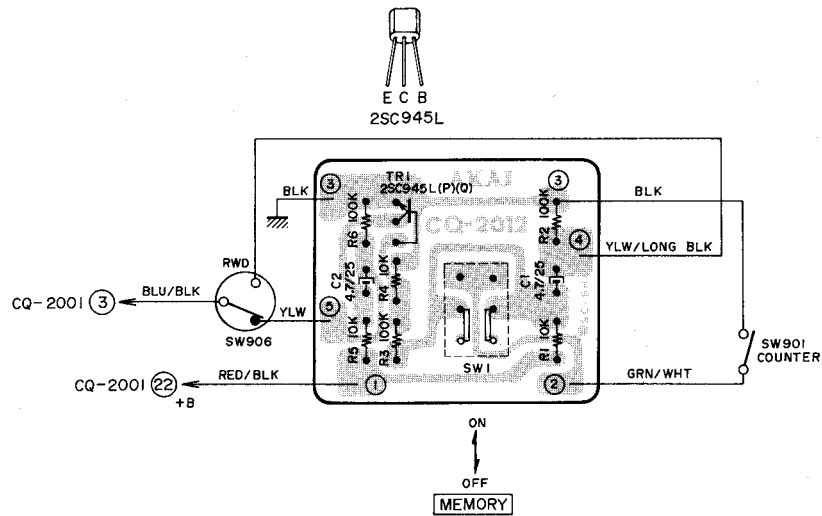 E C B
2SC945L
TR1
2SC945L(P)(Q)
AKAI
CQ-2012
BLK
3
3
BLK
R6 100K
R2 100K
4
YLW/LONG BLK
RWD
C2 4.7/25
R4 10K
C1 4.7/25
CQ-2001 3
BLU/BLK
5
YLW
SW906
R5 10K
R3 100K
R1 10K
SW1
SW901
COUNTER
CQ-2001 22
+B
RED/BLK
1
2
GRN/WHT
ON
OFF
MEMORY